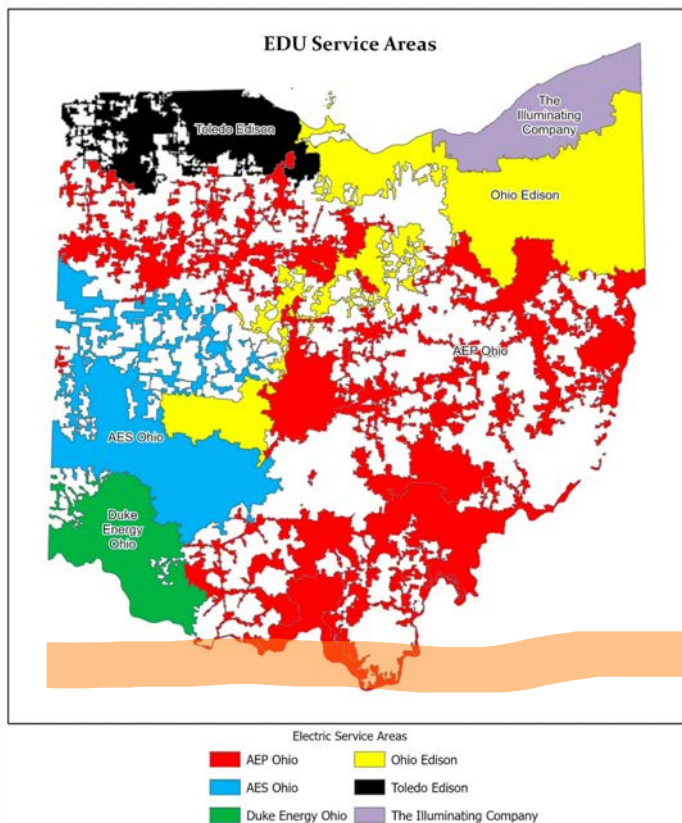 EDU Service Areas
The
Illuminating
Company
Toledo Edison
Ohio Edison
AEP Ohio
AES Ohio
Duke
Energy
Ohio
Electric Service Areas
AEP Ohio
Ohio Edison
AES Ohio
Toledo Edison
Duke Energy Ohio
The Illuminating Company